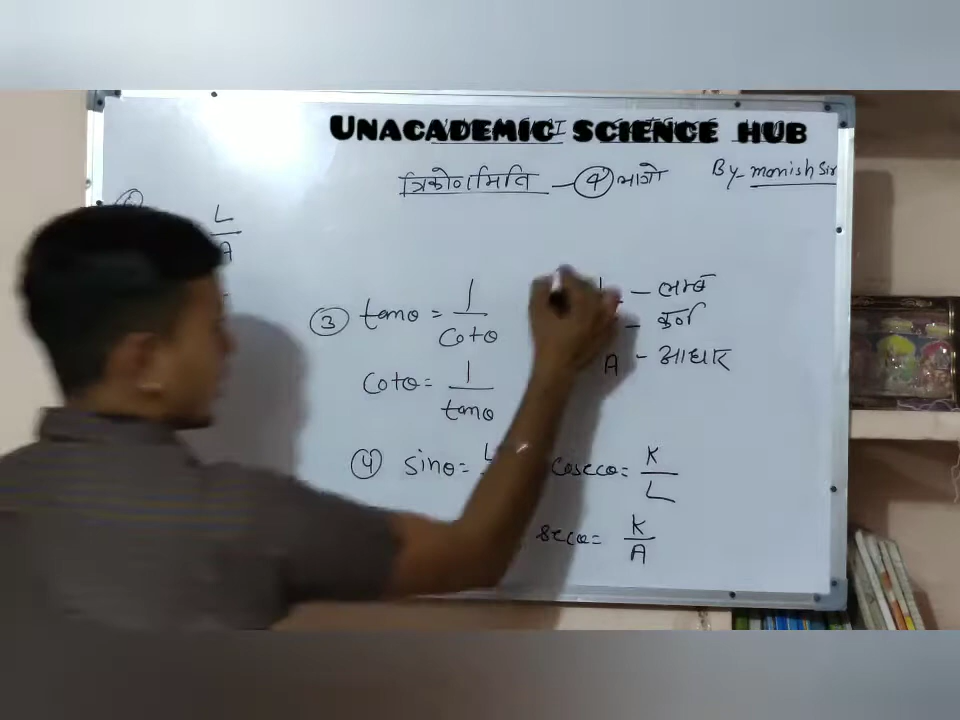 UNACADEMIC SCIENCE HUB
त्रिकोणमिति - 4 भागो
By- monish Sir
L/A
3 tanθ = 1/Cotθ
L - लम्ब
- कर्ण
A - आधार
Cotθ = 1/tanθ
4 sinθ = L
cosecθ = K/L
secθ = K/A